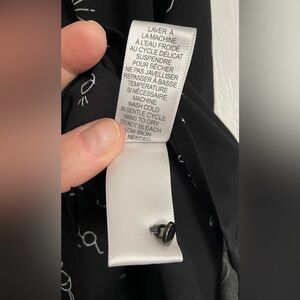 LAVER À
LA MACHINE
À L'EAU FROIDE
AU CYCLE DÉLICAT
SUSPENDRE
POUR SÉCHER
NE PAS JAVELLISER
REPASSER À BASSE
TEMPÉRATURE
SI NÉCESSAIRE
MACHINE
WASH COLD
IN GENTLE CYCLE
HANG TO DRY
DO NOT BLEACH
LOW IRON
NEEDED